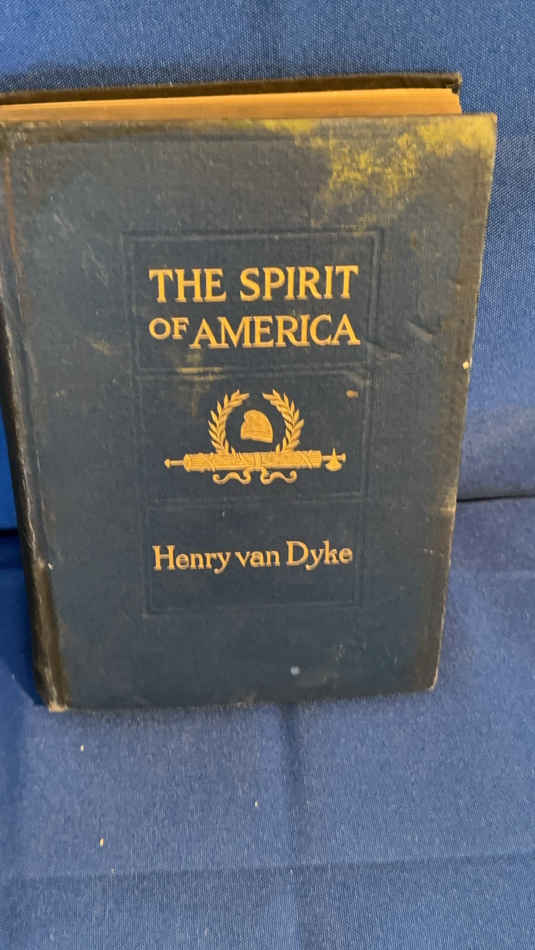 THE SPIRIT
OF AMERICA
Henry van Dyke